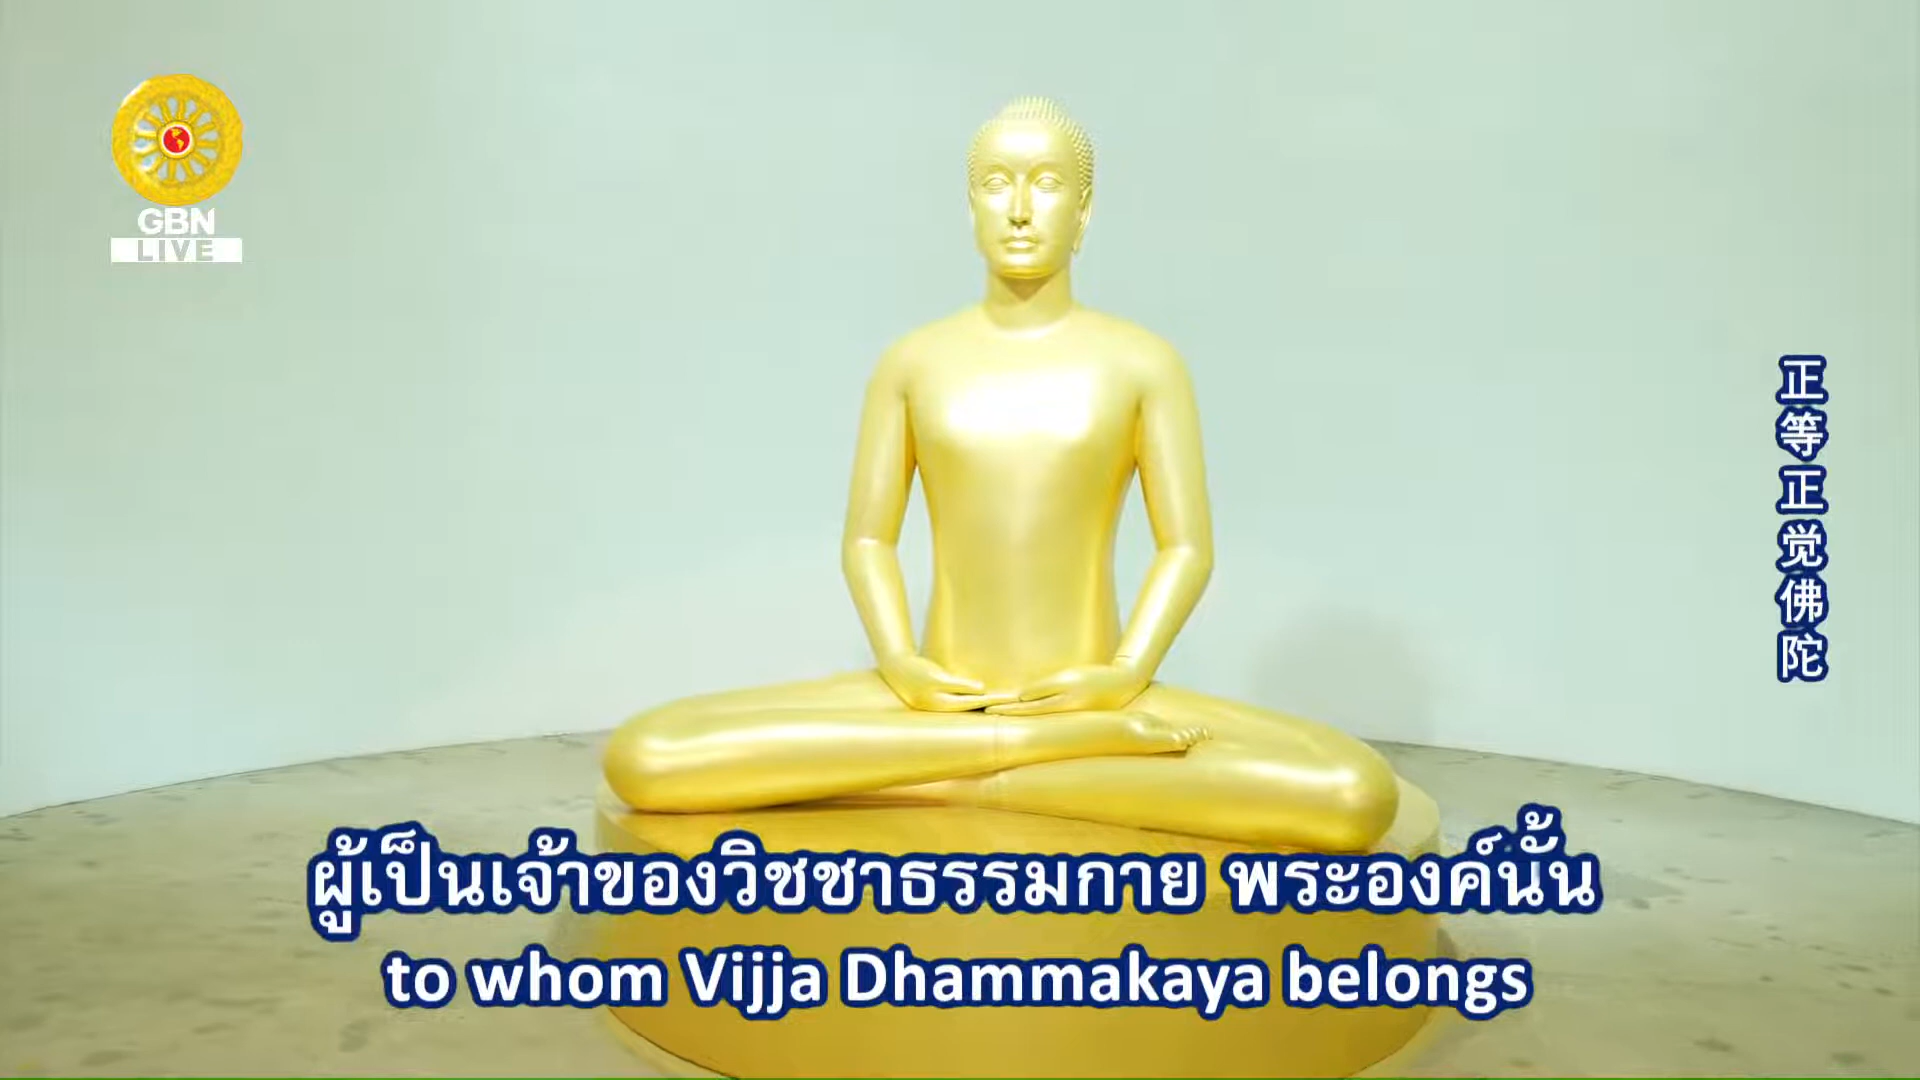 GBN
LIVE
正等正觉佛陀
ผู้เป็นเจ้าของวิชชาธรรมกาย พระองค์นั้น
to whom Vijja Dhammakaya belongs